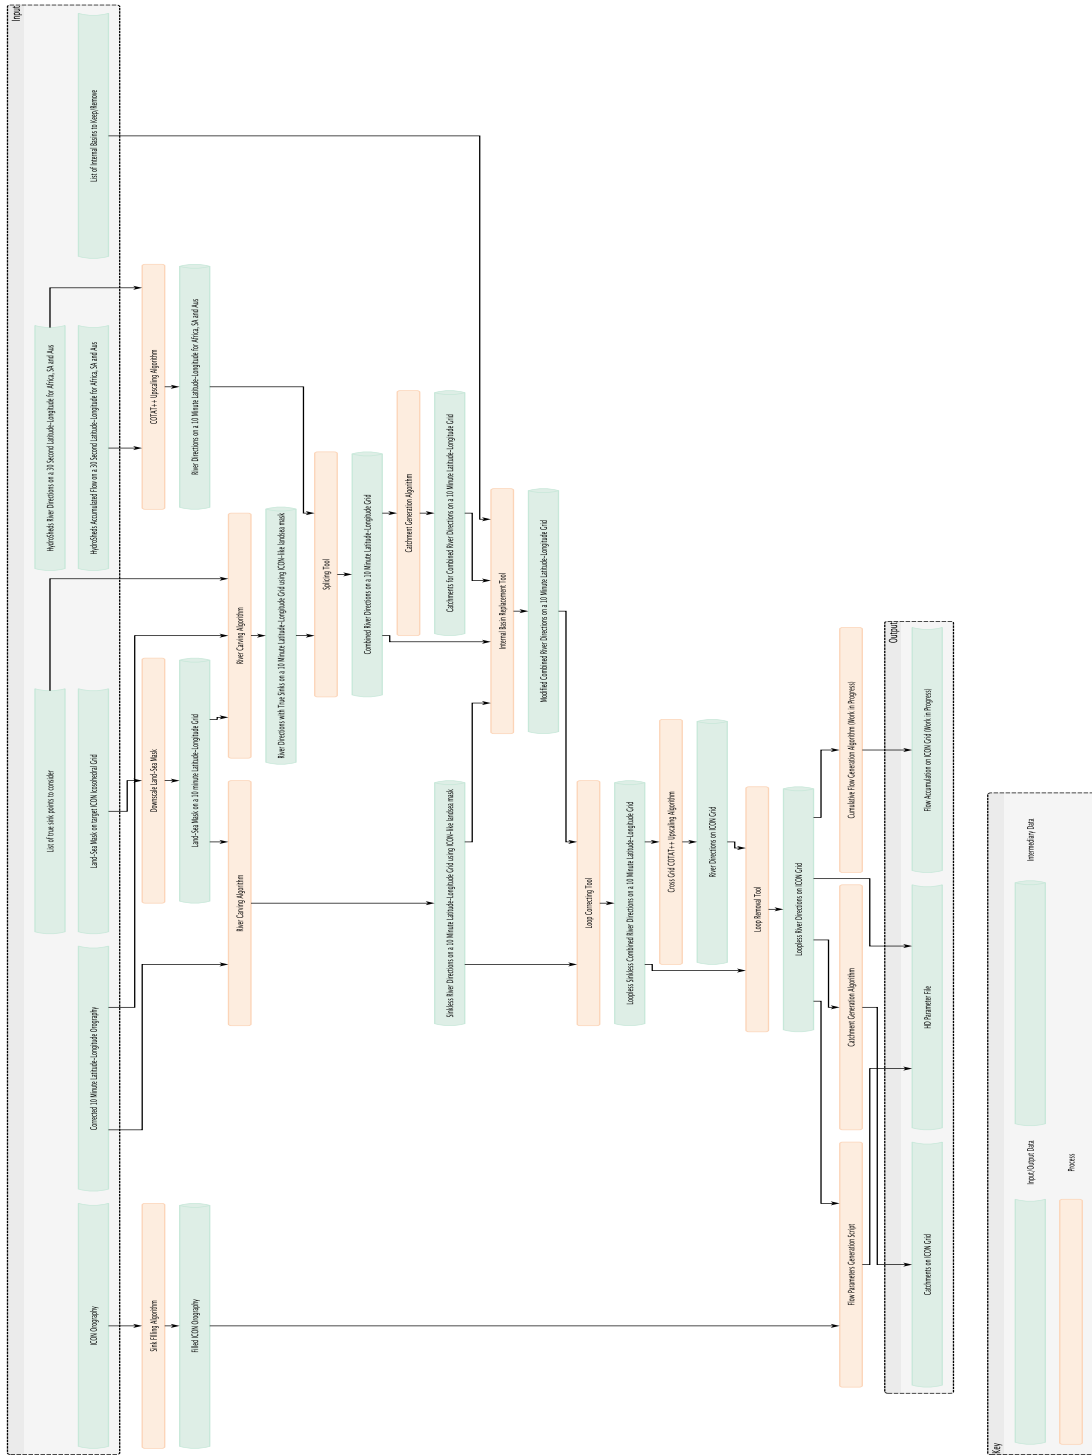 Input
List of Internal Basins to Keep/Remove
HydroSheds River Directions on a 30 Second Latitude-Longitude for Africa, SA and Aus
HydroSheds Accumulated Flow on a 30 Second Latitude-Longitude for Africa, SA and Aus
List of true sink points to consider
Land-Sea Mask on target ICON Icosohedral Grid
Corrected 10 Minute Latitude-Longitude Orography
ICON Orography
COTAT++ Upscaling Algorithm
River Directions on a 10 Minute Latitude-Longitude for Africa, SA and Aus
Downscale Land-Sea Mask
Land-Sea Mask on a 10 minute Latitude-Longitude Grid
Sink Filling Algorithm
Filled ICON Orography
River Carving Algorithm
River Carving Algorithm
River Directions with True Sinks on a 10 Minute Latitude-Longitude Grid using ICON-like landsea mask
Splicing Tool
Combined River Directions on a 10 Minute Latitude-Longitude Grid
Catchment Generation Algorithm
Catchments for Combined River Directions on a 10 Minute Latitude-Longitude Grid
Sinkless River Directions on a 10 Minute Latitude-Longitude Grid using ICON-like landsea mask
Internal Basin Replacement Tool
Modified Combined River Directions on a 10 Minute Latitude-Longitude Grid
Loop Correcting Tool
Loopless Sinkless Combined River Directions on a 10 Minute Latitude-Longitude Grid
Cross Grid COTAT++ Upscaling Algorithm
River Directions on ICON Grid
Loop Removal Tool
Loopless River Directions on ICON Grid
Cumulative Flow Generation Algorithm (Work in Progress)
Catchment Generation Algorithm
Flow Parameters Generation Script
Output
Flow Accumulation on ICON Grid (Work in Progress)
HD Parameter File
Catchments on ICON Grid
Key
Input/Output Data
Intermediary Data
Process